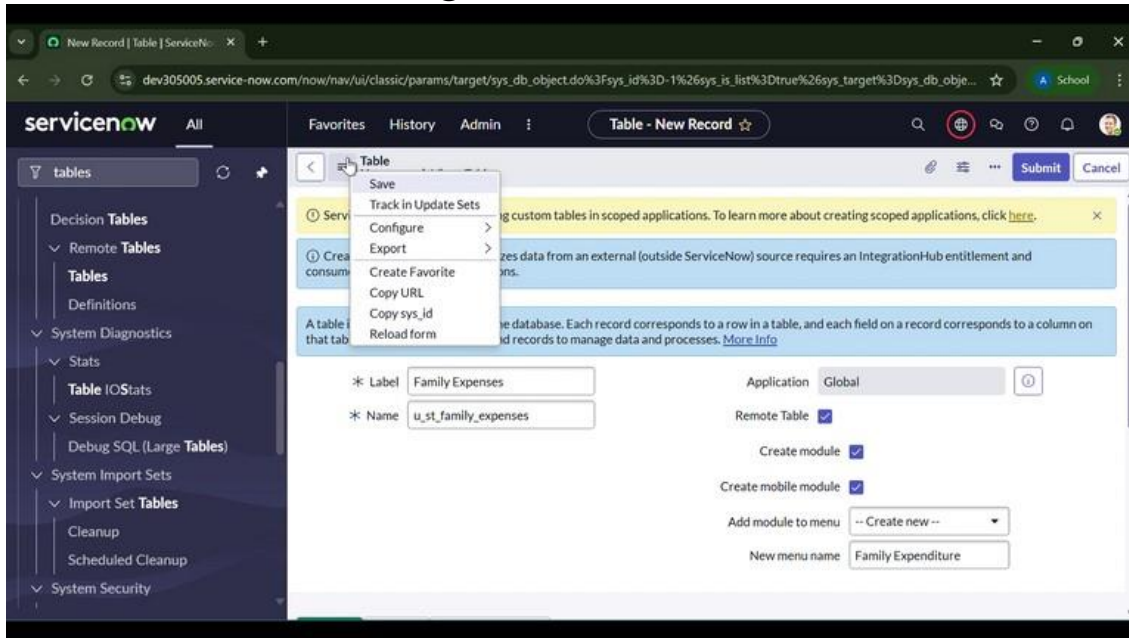 New Record | Table | ServiceNo
dev305005.service-now.com/now/nav/ui/classic/params/target/sys_db_object.do%3Fsys_id%3D-1%26sys_is_list%3Dtrue%26sys_target%3Dsys_db_obje...
A School
servicenow All Favorites History Admin Table - New Record
tables
Decision Tables
Remote Tables
Tables
Definitions
System Diagnostics
Stats
Table IOStats
Session Debug
Debug SQL (Large Tables)
System Import Sets
Import Set Tables
Cleanup
Scheduled Cleanup
System Security
Table
Submit Cancel
Save
Track in Update Sets
Configure
Export
Create Favorite
Copy URL
Copy sys_id
Reload form
Servi g custom tables in scoped applications. To learn more about creating scoped applications, click here.
Crea zes data from an external (outside ServiceNow) source requires an IntegrationHub entitlement and
consum ons.
A table i e database. Each record corresponds to a row in a table, and each field on a record corresponds to a column on
that tab d records to manage data and processes. More Info
* Label Family Expenses
* Name u_st_family_expenses
Application Global
Remote Table
Create module
Create mobile module
Add module to menu -- Create new --
New menu name Family Expenditure